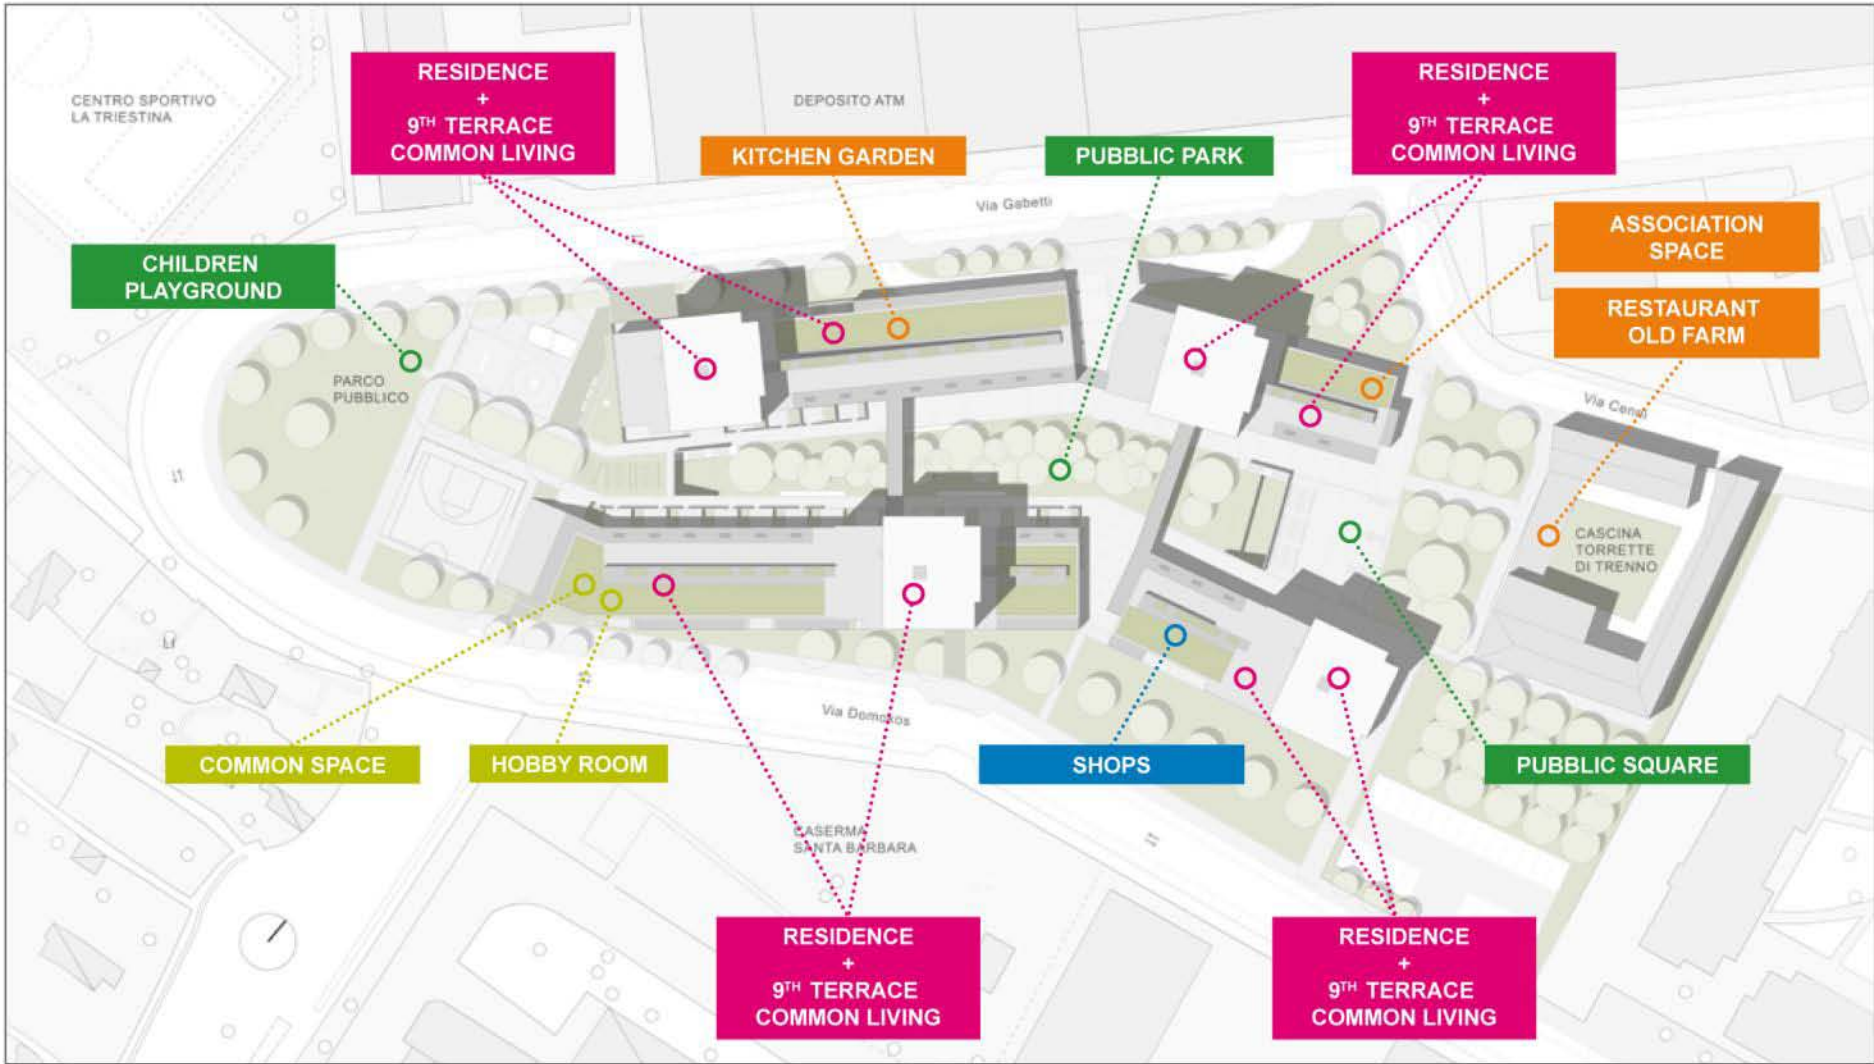 RESIDENCE
+
9TH TERRACE
COMMON LIVING
RESIDENCE
+
9TH TERRACE
COMMON LIVING
CENTRO SPORTIVO
LA TRIESTINA
DEPOSITO ATM
KITCHEN GARDEN
PUBBLIC PARK
Via Gabetti
ASSOCIATION
SPACE
CHILDREN
PLAYGROUND
RESTAURANT
OLD FARM
PARCO
PUBBLICO
Via Censi
CASCINA
TORRETTE
DI TRENNO
Via Domokos
COMMON SPACE
HOBBY ROOM
SHOPS
PUBBLIC SQUARE
CASERMA
SANTA BARBARA
RESIDENCE
+
9TH TERRACE
COMMON LIVING
RESIDENCE
+
9TH TERRACE
COMMON LIVING